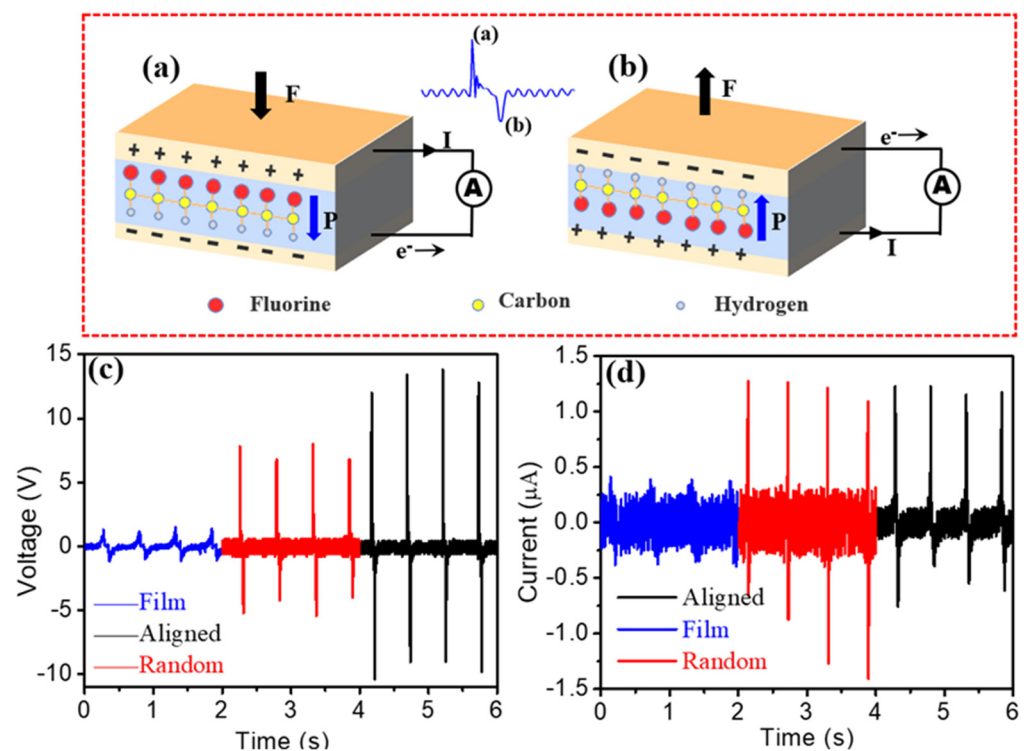 (a)
F
I
A
P
e-→
(a)
(b)
(b)
F
e-→
A
P
I
Fluorine
Carbon
Hydrogen
(c)
Voltage (V)
15
10
5
0
-5
-10
Film
Aligned
Random
0 1 2 3 4 5 6
Time (s)
(d)
Current (μA)
1.5
1.0
0.5
0.0
-0.5
-1.0
-1.5
Aligned
Film
Random
0 1 2 3 4 5 6
Time (s)